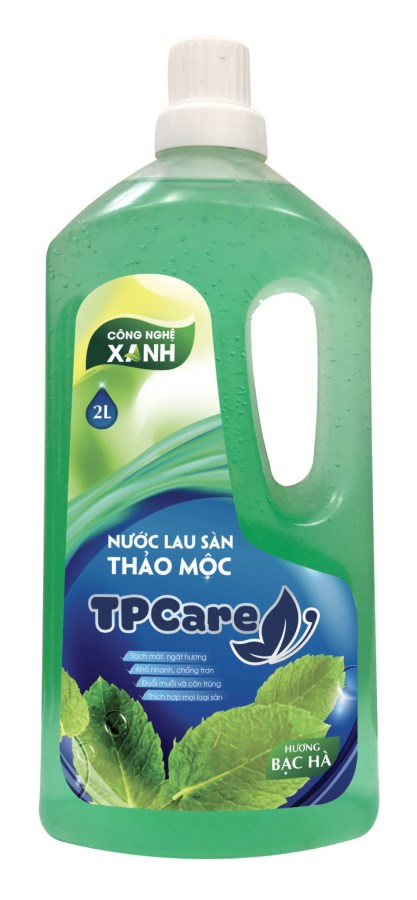 CÔNG NGHỆ
XANH
2L
NƯỚC LAU SÀN
THẢO MỘC
TPCare
Sạch mát, ngát hương
Khô nhanh, chống trơn
Đuổi muỗi và côn trùng
Thích hợp mọi loại sàn
HƯƠNG
BẠC HÀ